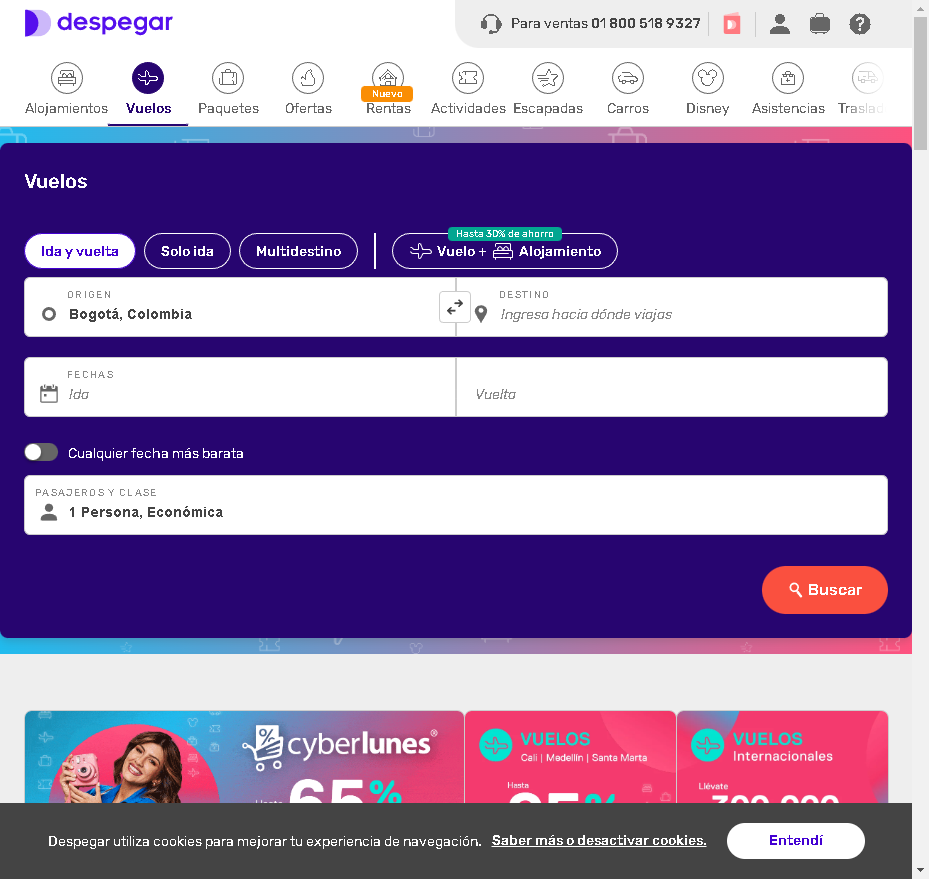 despegar
Para ventas 01 800 518 9327
Alojamientos
Vuelos
Paquetes
Ofertas
Nuevo
Rentas
Actividades
Escapadas
Carros
Disney
Asistencias
Vuelos
Ida y vuelta
Solo ida
Multidestino
Hasta 30% de ahorro
Vuelo + Alojamiento
ORIGEN
Bogotá, Colombia
DESTINO
Ingresa hacia dónde viajas
FECHAS
Ida
Vuelta
Cualquier fecha más barata
PASAJEROS Y CLASE
1 Persona, Económica
Buscar
cyberlunes®
Hasta 65%
VUELOS
Cali | Medellín | Santa Marta
Hasta
VUELOS
Internacionales
Llévate
Despegar utiliza cookies para mejorar tu experiencia de navegación. Saber más o desactivar cookies.
Entendí